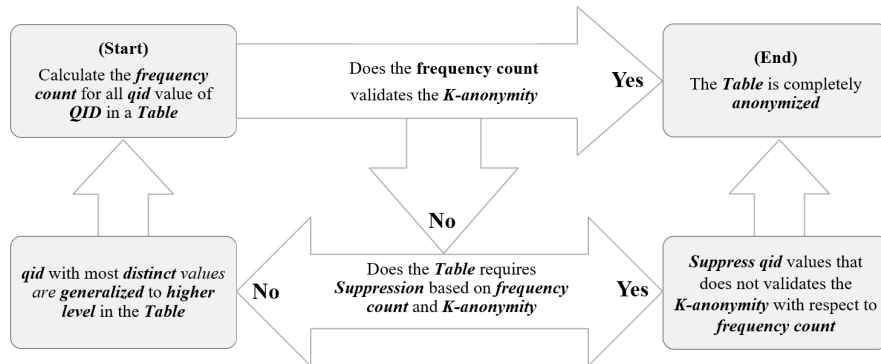 (Start)
Calculate the frequency
count for all qid value of
QID in a Table
Does the frequency count
validates the K-anonymity
Yes
(End)
The Table is completely
anonymized
No
qid with most distinct values
are generalized to higher
level in the Table
No
Does the Table requires
Suppression based on frequency
count and K-anonymity
Yes
Suppress qid values that
does not validates the
K-anonymity with respect to
frequency count